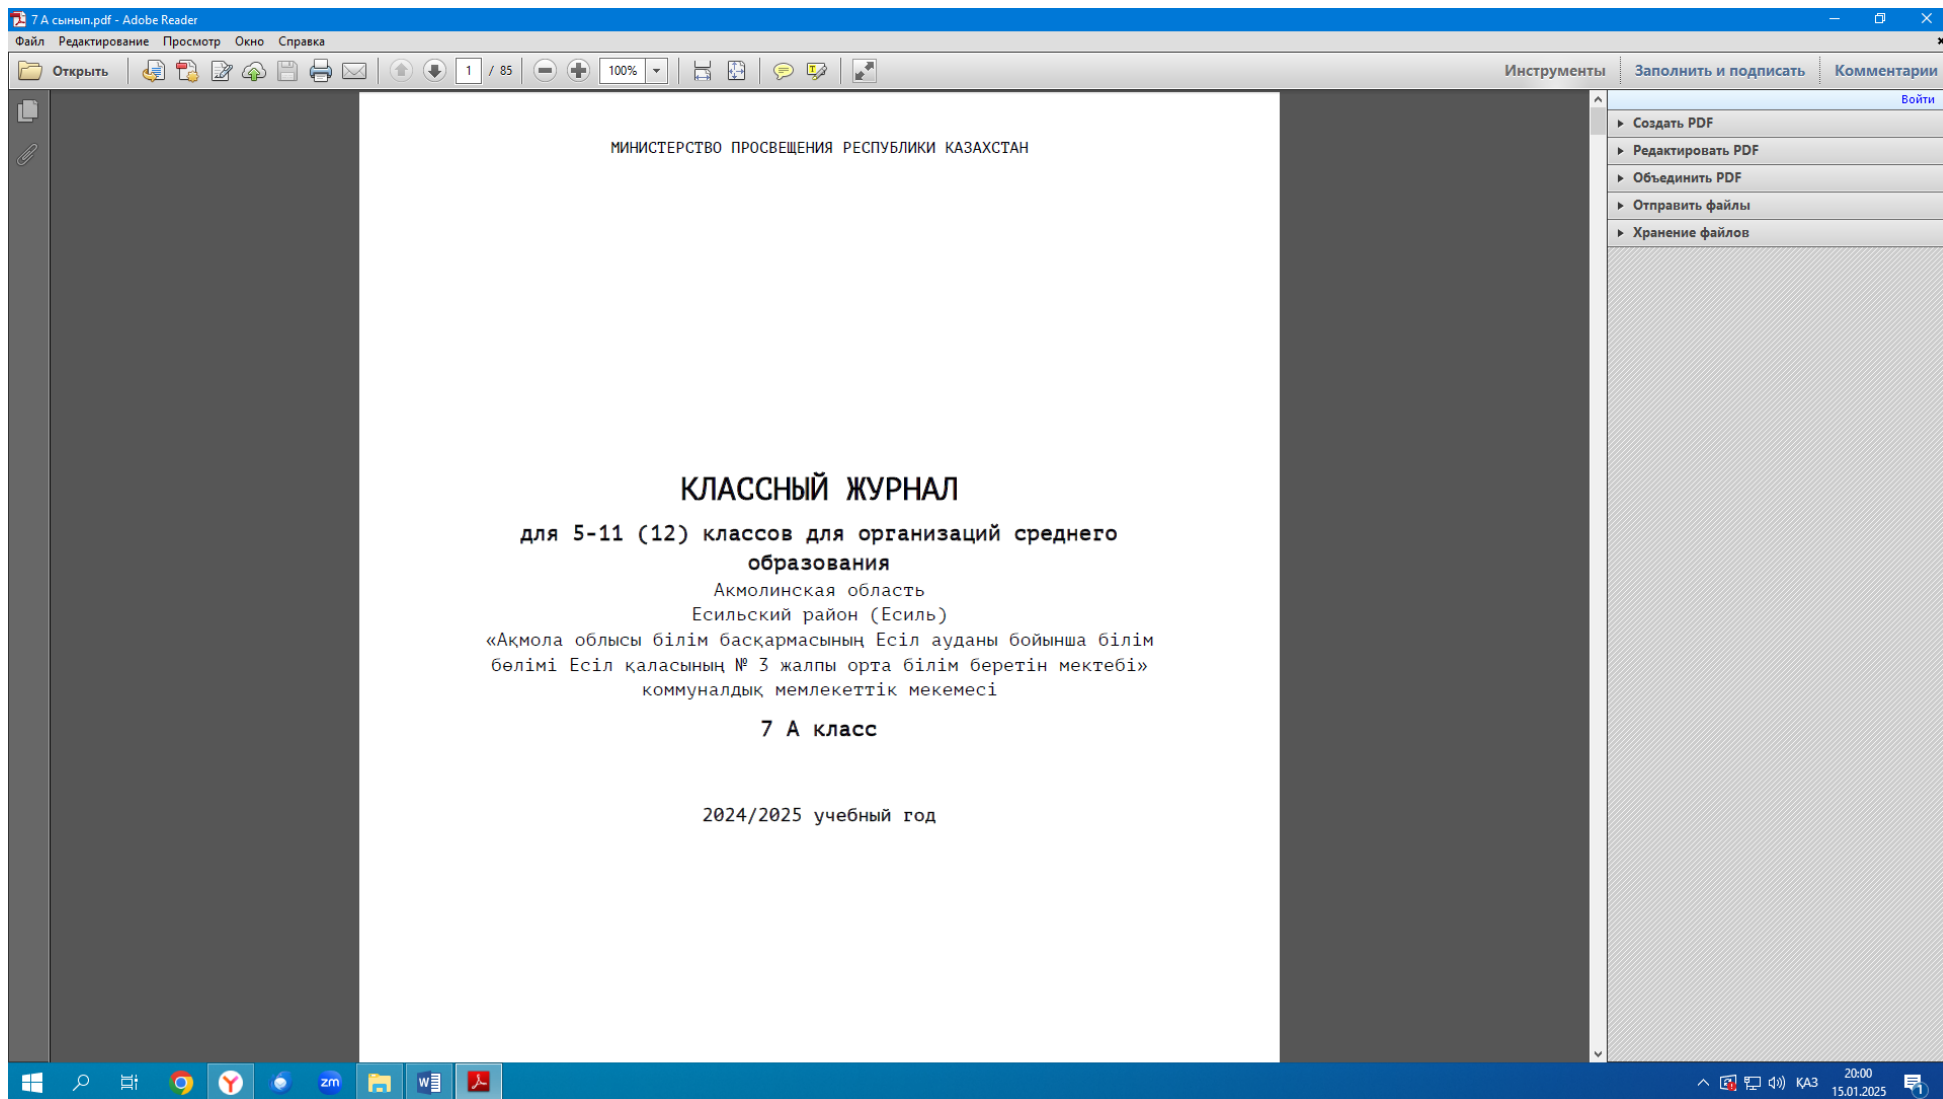 7 А сынып.pdf - Adobe Reader
Файл Редактирование Просмотр Окно Справка
Открыть 1 / 85 100% Инструменты Заполнить и подписать Комментарии
Войти
Создать PDF
Редактировать PDF
Объединить PDF
Отправить файлы
Хранение файлов
МИНИСТЕРСТВО ПРОСВЕЩЕНИЯ РЕСПУБЛИКИ КАЗАХСТАН
КЛАССНЫЙ ЖУРНАЛ
для 5-11 (12) классов для организаций среднего
образования
Акмолинская область
Есильский район (Есиль)
«Ақмола облысы білім басқармасының Есіл ауданы бойынша білім
бөлімі Есіл қаласының № 3 жалпы орта білім беретін мектебі»
коммуналдық мемлекеттік мекемесі
7 А класс
2024/2025 учебный год
zm
ҚАЗ
20:00
15.01.2025
1